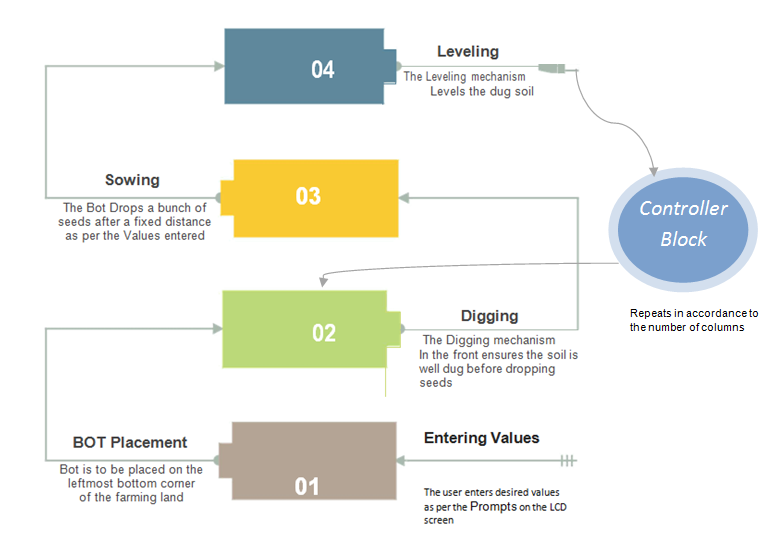 04
Leveling
The Leveling mechanism
Levels the dug soil
Sowing
The Bot Drops a bunch of
seeds after a fixed distance
as per the Values entered
03
Controller
Block
Repeats in accordance to
the number of columns
02
Digging
The Digging mechanism
In the front ensures the soil is
well dug before dropping
seeds
BOT Placement
Bot is to be placed on the
leftmost bottom corner
of the farming land
01
Entering Values
The user enters desired values
as per the Prompts on the LCD
screen